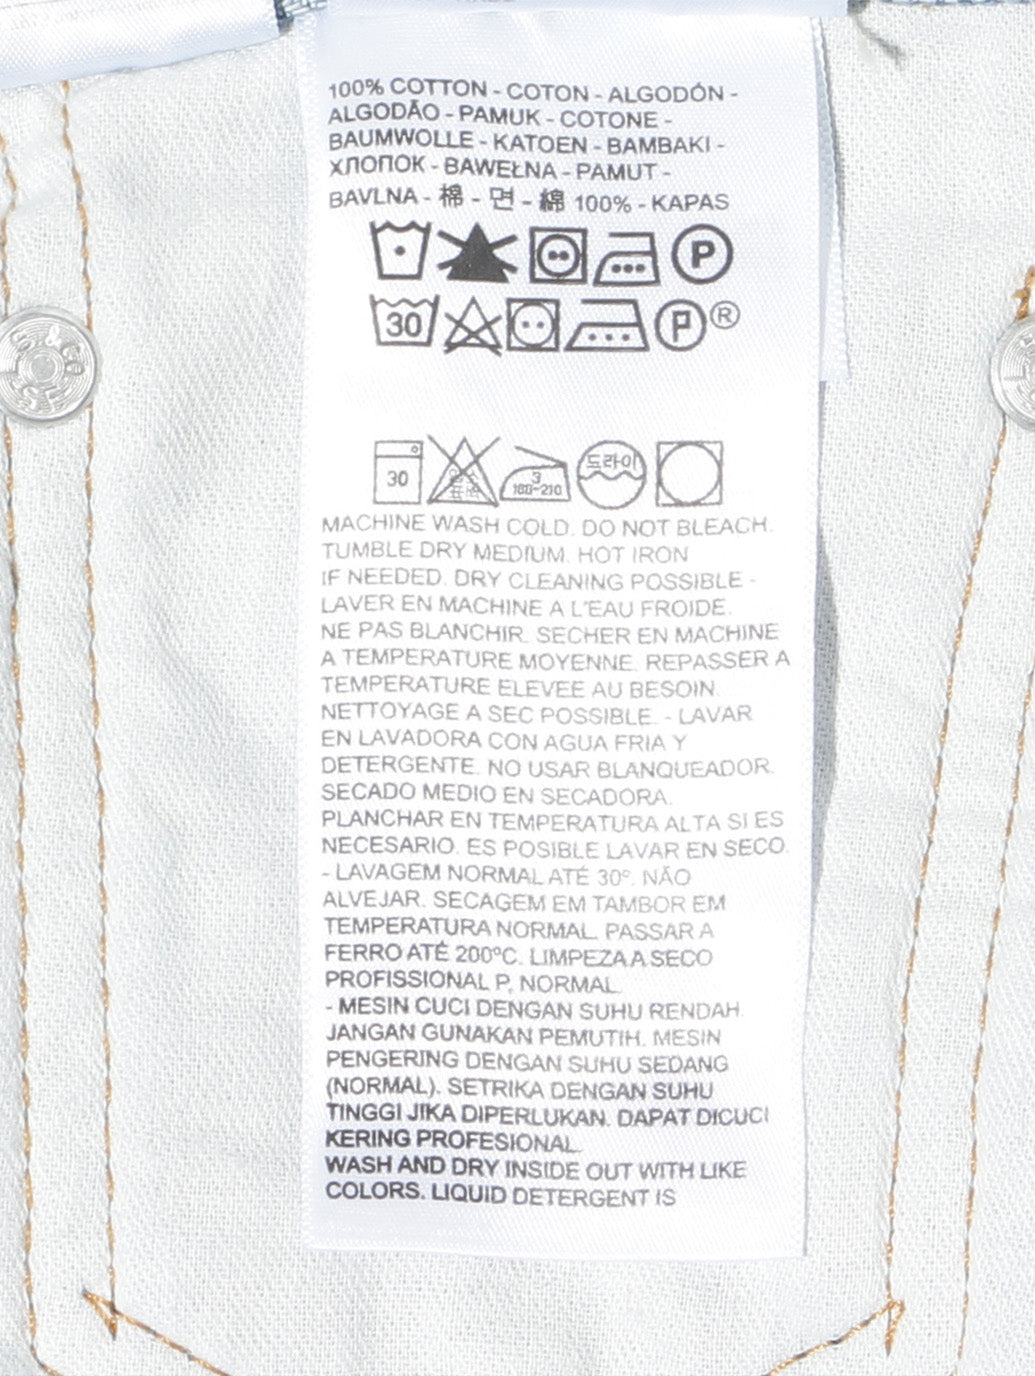 100% COTTON - COTON - ALGODÓN -
ALGODÃO - PAMUK - COTONE -
BAUMWOLLE - KATOEN - BAMBAKI -
ХЛОПОК - BAWEŁNA - PAMUT -
BAVLNA - 棉 - 면 - 綿 100% - KAPAS
P
30 P ®
30 3 180-210 드라이
MACHINE WASH COLD. DO NOT BLEACH.
TUMBLE DRY MEDIUM. HOT IRON
IF NEEDED. DRY CLEANING POSSIBLE -
LAVER EN MACHINE A L'EAU FROIDE.
NE PAS BLANCHIR. SECHER EN MACHINE
A TEMPERATURE MOYENNE. REPASSER A
TEMPERATURE ELEVEE AU BESOIN.
NETTOYAGE A SEC POSSIBLE. - LAVAR
EN LAVADORA CON AGUA FRIA Y
DETERGENTE. NO USAR BLANQUEADOR.
SECADO MEDIO EN SECADORA.
PLANCHAR EN TEMPERATURA ALTA SI ES
NECESARIO. ES POSIBLE LAVAR EN SECO.
- LAVAGEM NORMAL ATÉ 30º. NÃO
ALVEJAR. SECAGEM EM TAMBOR EM
TEMPERATURA NORMAL. PASSAR A
FERRO ATÉ 200ºC. LIMPEZA A SECO
PROFISSIONAL P, NORMAL.
- MESIN CUCI DENGAN SUHU RENDAH.
JANGAN GUNAKAN PEMUTIH. MESIN
PENGERING DENGAN SUHU SEDANG
(NORMAL). SETRIKA DENGAN SUHU
TINGGI JIKA DIPERLUKAN. DAPAT DICUCI
KERING PROFESIONAL.
WASH AND DRY INSIDE OUT WITH LIKE
COLORS. LIQUID DETERGENT IS